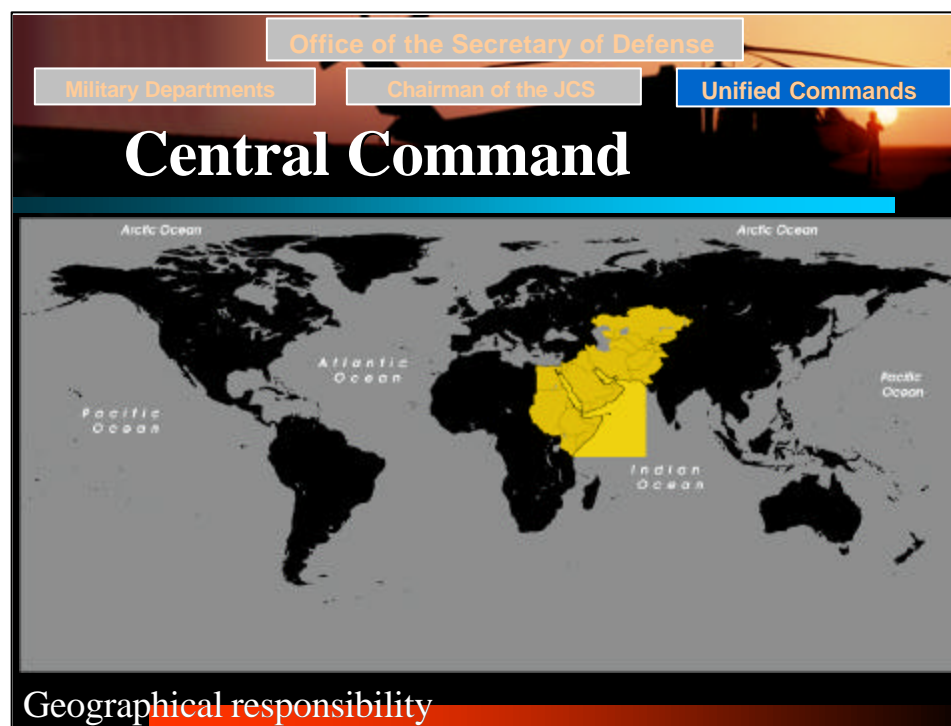 Office of the Secretary of Defense
Military Departments
Chairman of the JCS
Unified Commands
Central Command
Arctic Ocean
Arctic Ocean
Atlantic
Ocean
Pacific
Ocean
Pacific
Ocean
Indian
Ocean
Geographical responsibility